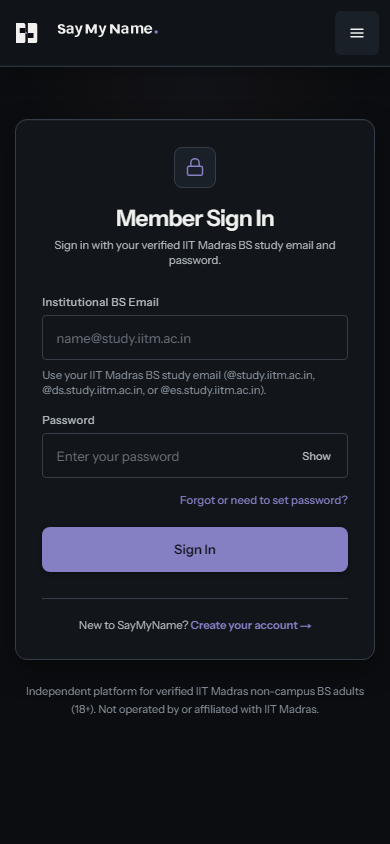 Say My Name.
Member Sign In
Sign in with your verified IIT Madras BS study email and
password.
Institutional BS Email
name@study.iitm.ac.in
Use your IIT Madras BS study email (@study.iitm.ac.in,
@ds.study.iitm.ac.in, or @es.study.iitm.ac.in).
Password
Enter your password
Show
Forgot or need to set password?
Sign In
New to SayMyName? Create your account →
Independent platform for verified IIT Madras non-campus BS adults
(18+). Not operated by or affiliated with IIT Madras.